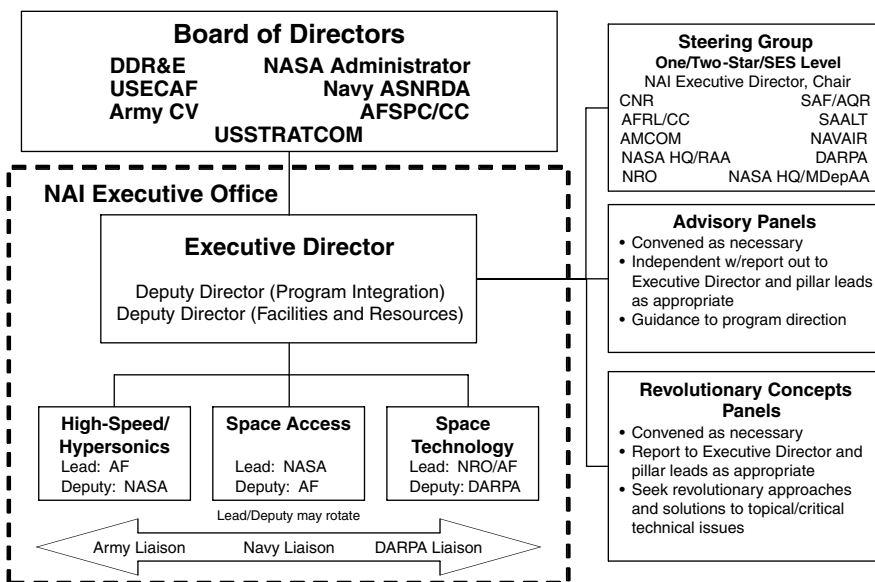 Board of Directors
DDR&E NASA Administrator
USECAF Navy ASNRDA
Army CV AFSPC/CC
USSTRATCOM
NAI Executive Office
Executive Director
Deputy Director (Program Integration)
Deputy Director (Facilities and Resources)
High-Speed/
Hypersonics
Lead: AF
Deputy: NASA
Space Access
Lead: NASA
Deputy: AF
Space
Technology
Lead: NRO/AF
Deputy: DARPA
Lead/Deputy may rotate
Army Liaison Navy Liaison DARPA Liaison
Steering Group
One/Two-Star/SES Level
NAI Executive Director, Chair
CNR SAF/AQR
AFRL/CC SAALT
AMCOM NAVAIR
NASA HQ/RAA DARPA
NRO NASA HQ/MDepAA
Advisory Panels
• Convened as necessary
• Independent w/report out to
Executive Director and pillar leads
as appropriate
• Guidance to program direction
Revolutionary Concepts
Panels
• Convened as necessary
• Report to Executive Director and
pillar leads as appropriate
• Seek revolutionary approaches
and solutions to topical/critical
technical issues